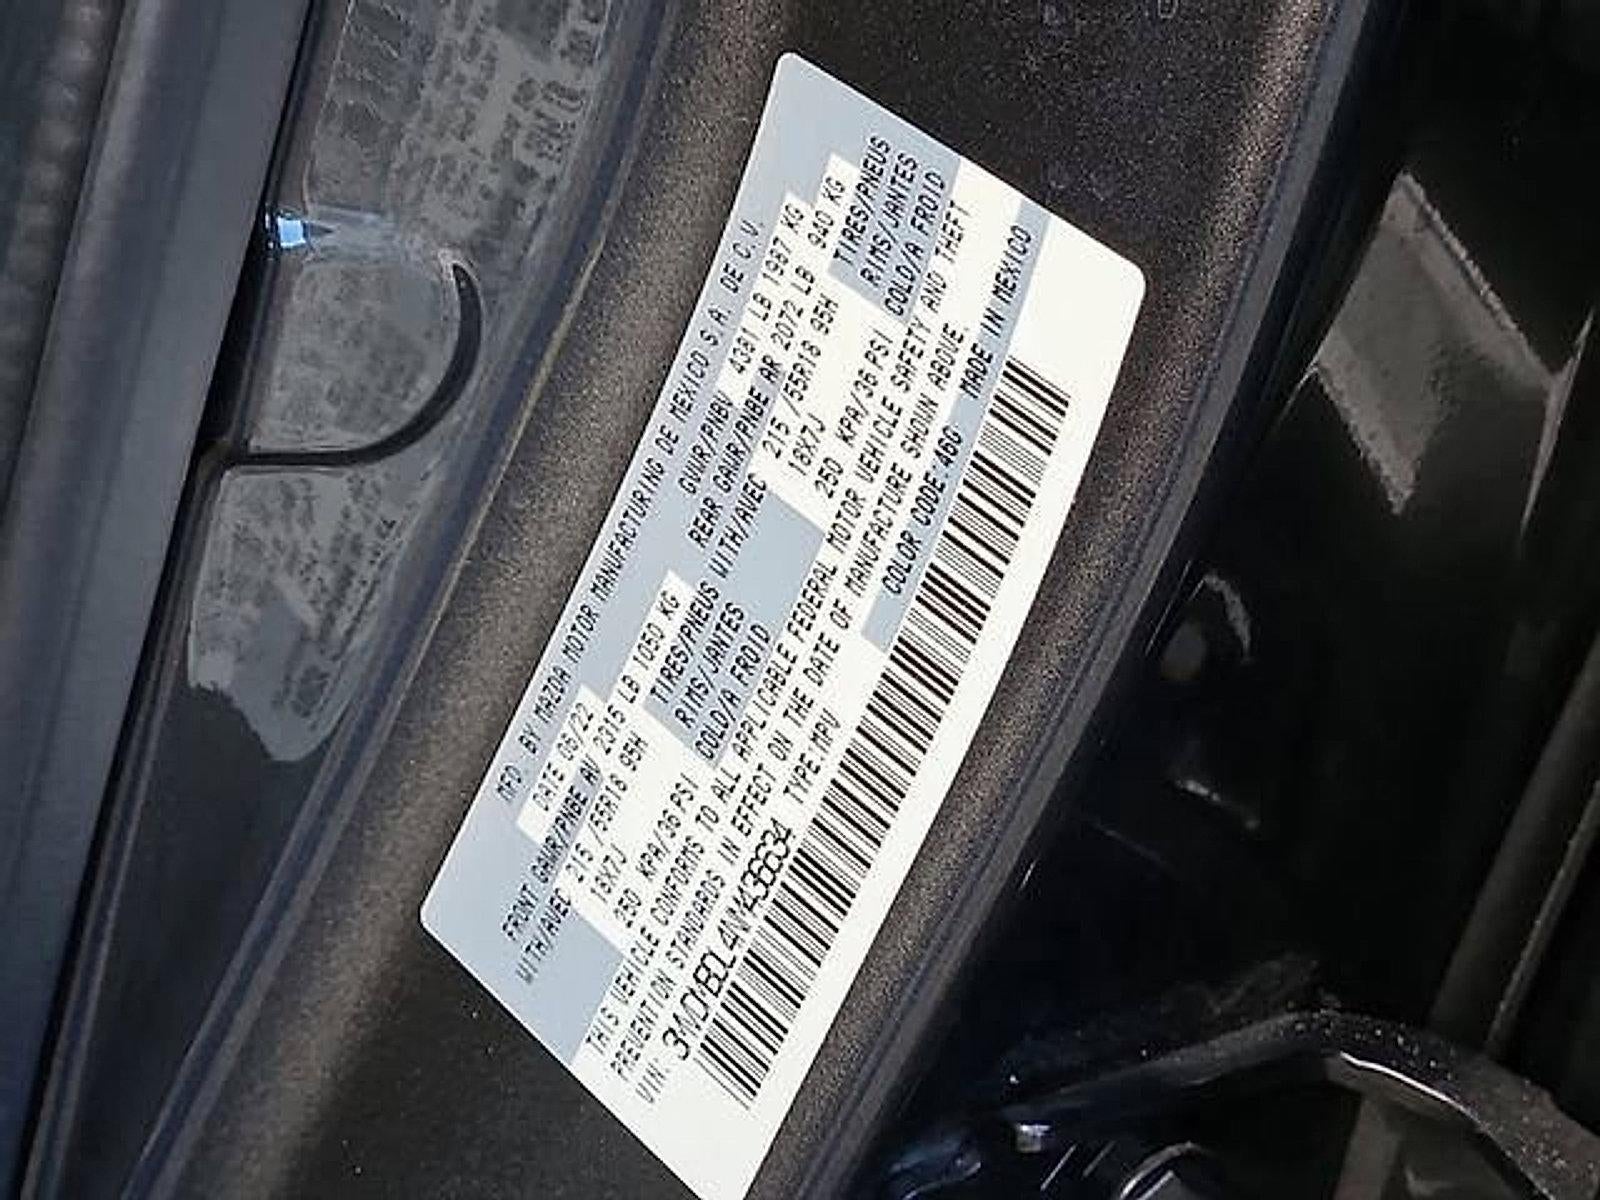 MFD BY MAZDA MOTOR MANUFACTURING DE MEXICO S.A. DE C.V.
DATE 06/22 GVWR/PNBV 4381 LB 1987 KG
FRONT GAWR/PNBE AV 2315 LB 1050 KG REAR GAWR/PNBE AR 2072 LB 940 KG
WITH/AVEC 215 /55R18 95H TIRES/PNEUS WITH/AVEC 215 /55R18 95H TIRES/PNEUS
18X7J RIMS/JANTES 18X7J RIMS/JANTES
250 KPA/36 PSI COLD/A FROID 250 KPA/36 PSI COLD/A FROID
THIS VEHICLE CONFORMS TO ALL APPLICABLE FEDERAL MOTOR VEHICLE SAFETY AND THEFT
PREVENTION STANDARDS IN EFFECT ON THE DATE OF MANUFACTURE SHOWN ABOVE.
VIN. TYPE:MPV COLOR CODE:46G MADE IN MEXICO